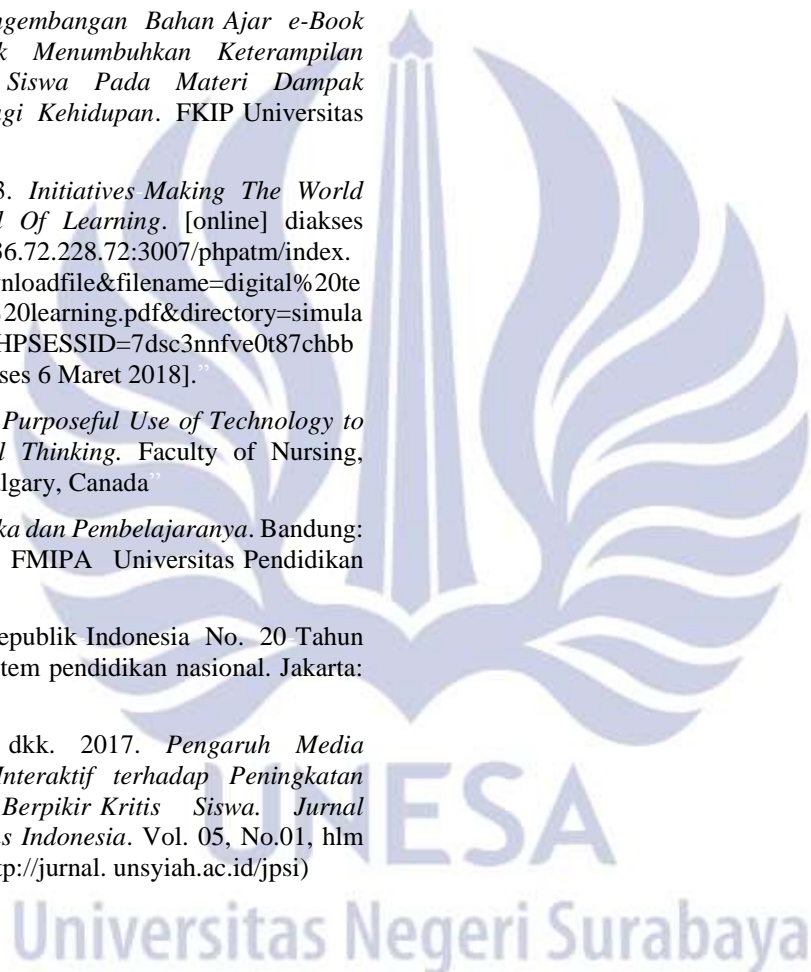 ngembangan Bahan Ajar e-Book
k Menumbuhkan Keterampilan
Siswa Pada Materi Dampak
gi Kehidupan. FKIP Universitas
3. Initiatives-Making The World
l Of Learning. [online] diakses
36.72.228.72:3007/phpatm/index.
nloadfile&filename=digital%20te
%20learning.pdf&directory=simula
HPSESSID=7dsc3nnfve0t87chbb
ses 6 Maret 2018].”
Purposeful Use of Technology to
l Thinking. Faculty of Nursing,
lgary, Canada”
ka dan Pembelajaranya. Bandung:
FMIPA Universitas Pendidikan
epublik Indonesia No. 20 Tahun
tem pendidikan nasional. Jakarta:
dkk. 2017. Pengaruh Media
Interaktif terhadap Peningkatan
Berpikir Kritis Siswa. Jurnal
s Indonesia. Vol. 05, No.01, hlm
tp://jurnal. unsyiah.ac.id/jpsi)
UNESA
Universitas Negeri Surabaya